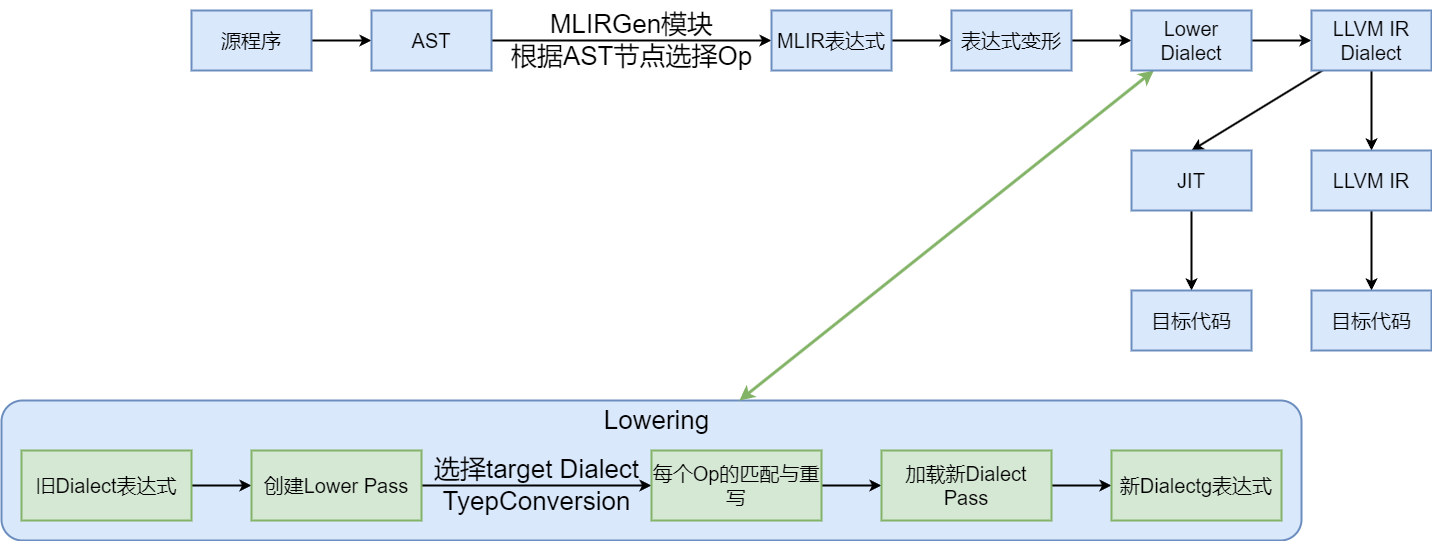 源程序
AST
MLIRGen模块
根据AST节点选择Op
MLIR表达式
表达式变形
Lower
Dialect
LLVM IR
Dialect
JIT
LLVM IR
目标代码
目标代码
Lowering
旧Dialect表达式
创建Lower Pass
选择target Dialect
TyepConversion
每个Op的匹配与重
写
加载新Dialect
Pass
新Dialectg表达式